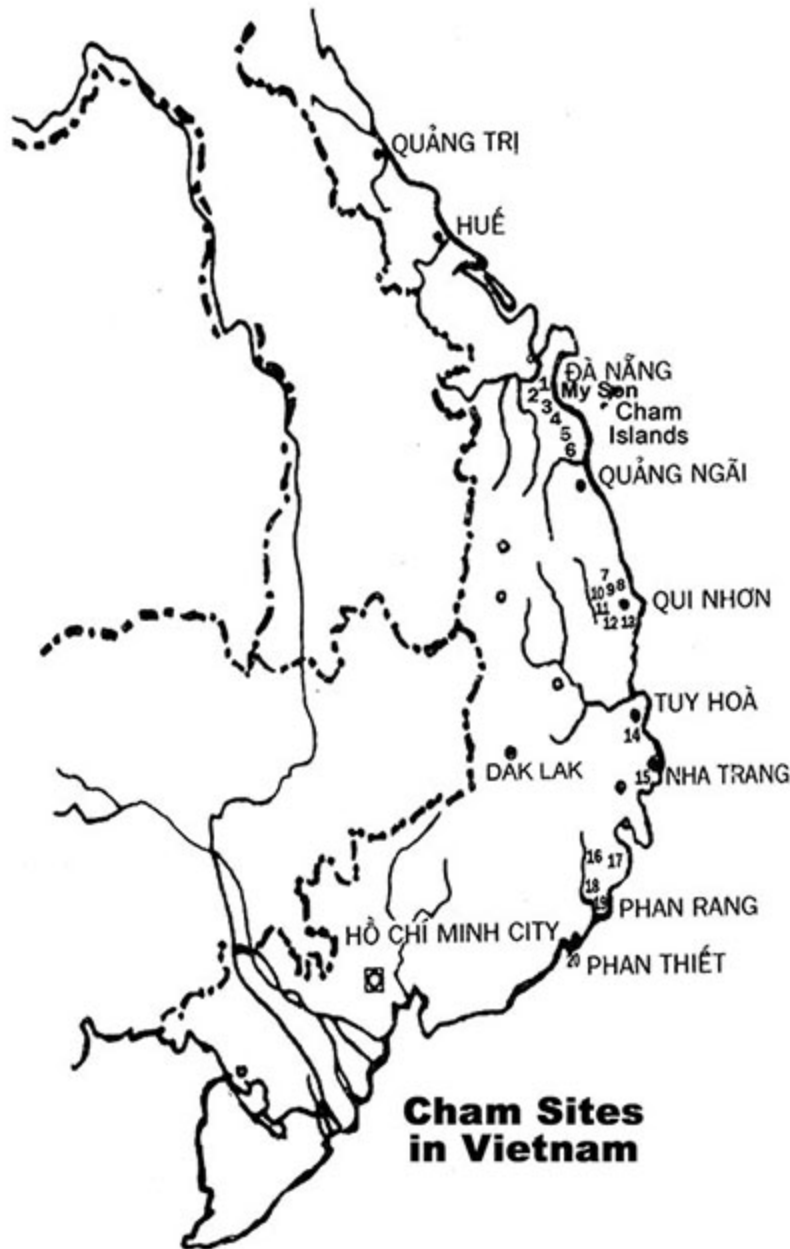 QUẢNG TRỊ
HUẾ
ĐÀ NẴNG
1
My Son
2
3
Cham
4
Islands
5
6
QUẢNG NGÃI
7
8
9
10
QUI NHƠN
11
12
13
TUY HOÀ
14
DAK LAK
15
NHA TRANG
16
17
18
19
PHAN RANG
HỒ CHÍ MINH CITY
20
PHAN THIẾT
Cham Sites
in Vietnam